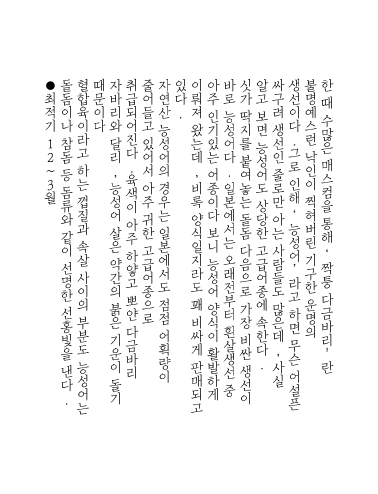 한 때 수많은 매스컴을 통해 ‘ 짝퉁 다금바리 ’ 란
불명예스런 낙인이 찍혀버린 기구한 운명의
생선이다 . 그로 인해 ‘ 능성어 ’ 라고 하면 무슨 어설픈
싸구려 생선인 줄로만 아는 사람들도 많은데 , 사실
알고 보면 능성어도 상당한 고급어종에 속한다 .
싯가 딱지를 붙여놓는 돌돔 다음으로 가장 비싼 생선이
바로 능성어다 . 일본에서는 오래전부터 흰살생선 중
아주 인기있는 어종이다 보니 능성어 양식이 활발하게
이뤄져 왔는데 , 비록 양식일지라도 꽤 비싸게 판매되고
있다 .
자연산 능성어의 경우는 일본에서도 점점 어획량이
줄어들고 있어서 아주 귀한 고급어종으로
취급되어진다 . 육색이 아주 하얗고 뽀얀 다금바리
자바리와 달리 , 능성어 살은 약간의 붉은 기운이 돌기
때문이다
혈합육이라고 하는 껍질과 속살 사이의 부분도 능성어는
돌돔이나 참돔 등 돔류와 같이 선명한 선홍빛을 낸다 .
●최적기 12～3월